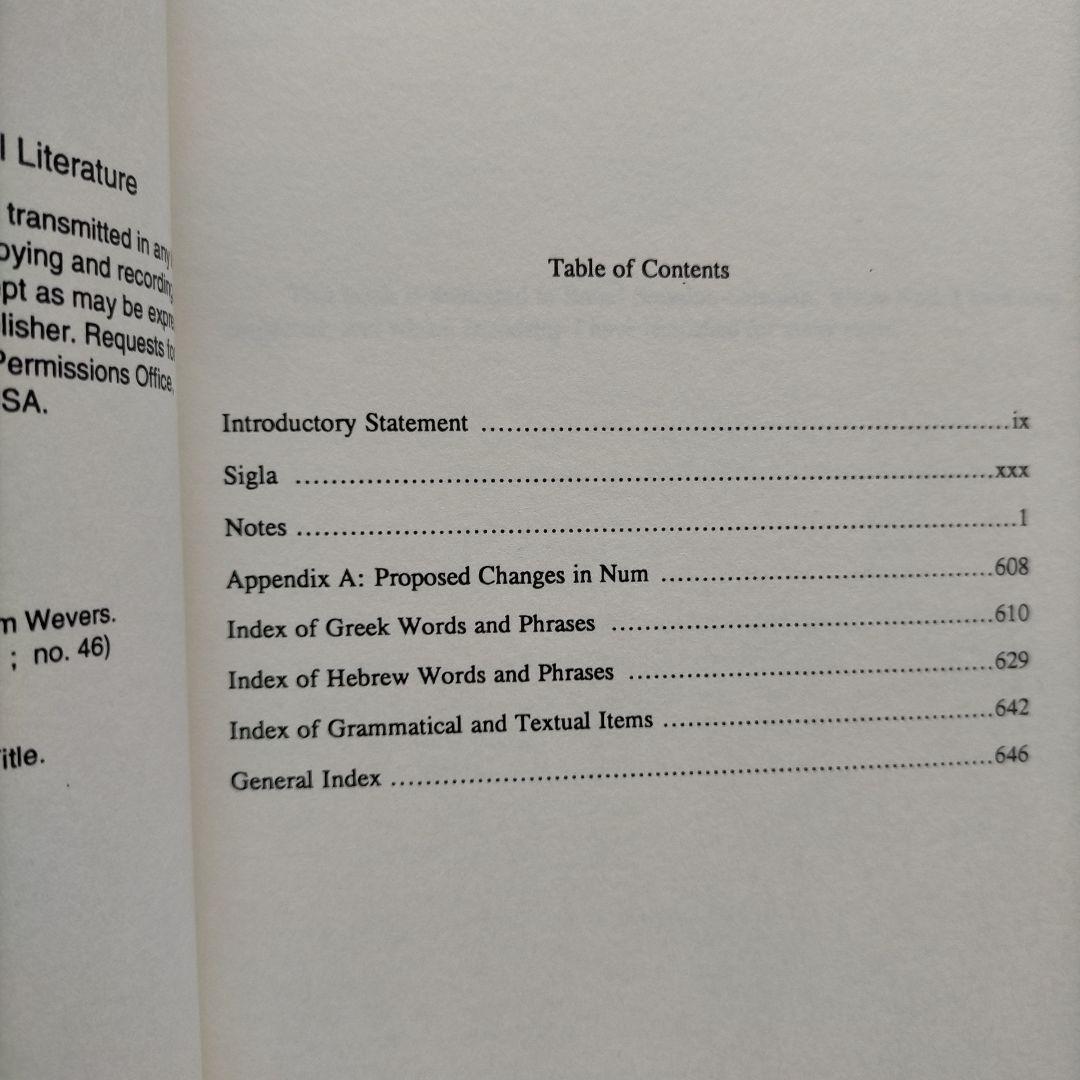 l Literature
transmitted in any
pying and recording
pt as may be expre
lisher. Requests fo
Permissions Office,
SA.
m Wevers.
; no. 46)
itle.
Table of Contents
Introductory Statement ix
Sigla xxx
Notes 1
Appendix A: Proposed Changes in Num 608
Index of Greek Words and Phrases 610
Index of Hebrew Words and Phrases 629
Index of Grammatical and Textual Items 642
General Index 646